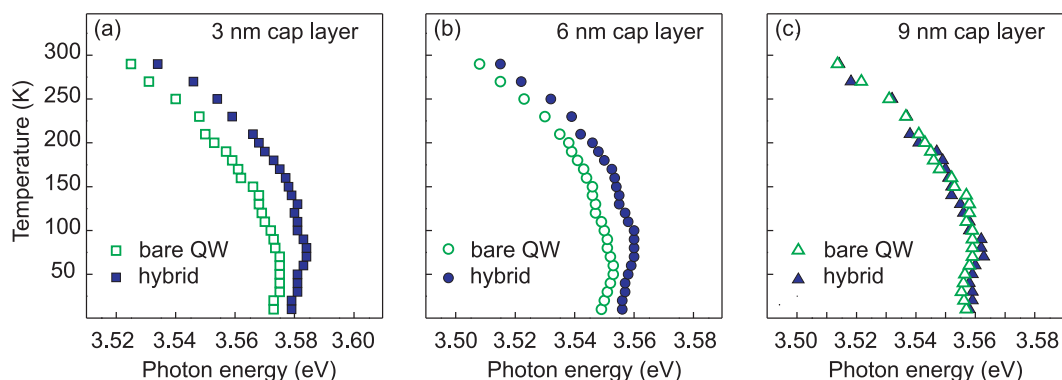 (a) 3 nm cap layer
(b) 6 nm cap layer
(c) 9 nm cap layer
Temperature (K)
300
250
200
150
100
50
bare QW
hybrid
bare QW
hybrid
bare QW
hybrid
3.52 3.54 3.56 3.58 3.60
3.50 3.52 3.54 3.56 3.58
3.50 3.52 3.54 3.56 3.58
Photon energy (eV)
Photon energy (eV)
Photon energy (eV)